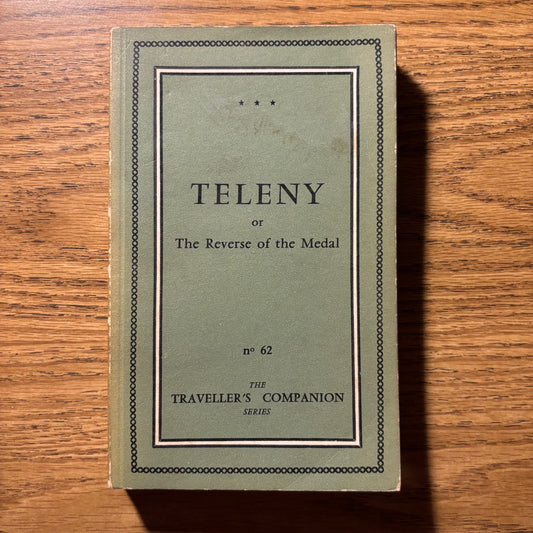 * * *
TELENY
or
The Reverse of the Medal
nº 62
THE
TRAVELLER'S COMPANION
SERIES